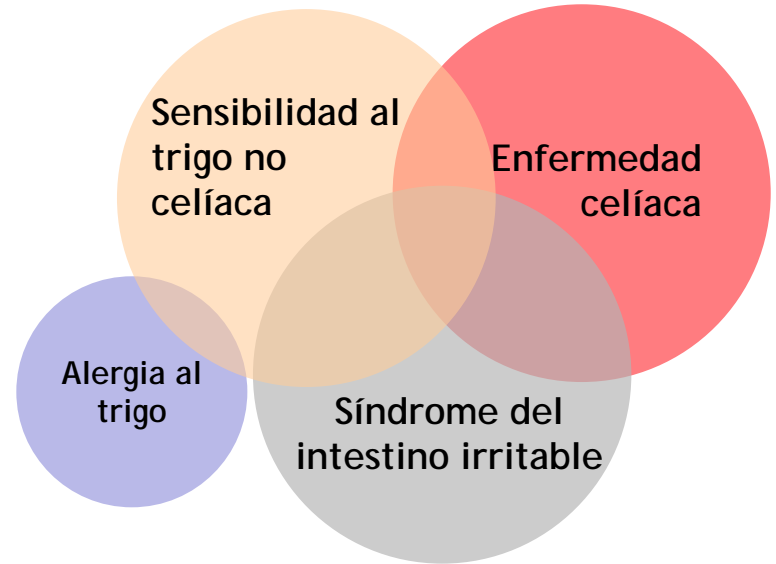 Sensibilidad al
trigo no
celíaca
Enfermedad
celíaca
Alergia al
trigo
Síndrome del
intestino irritable